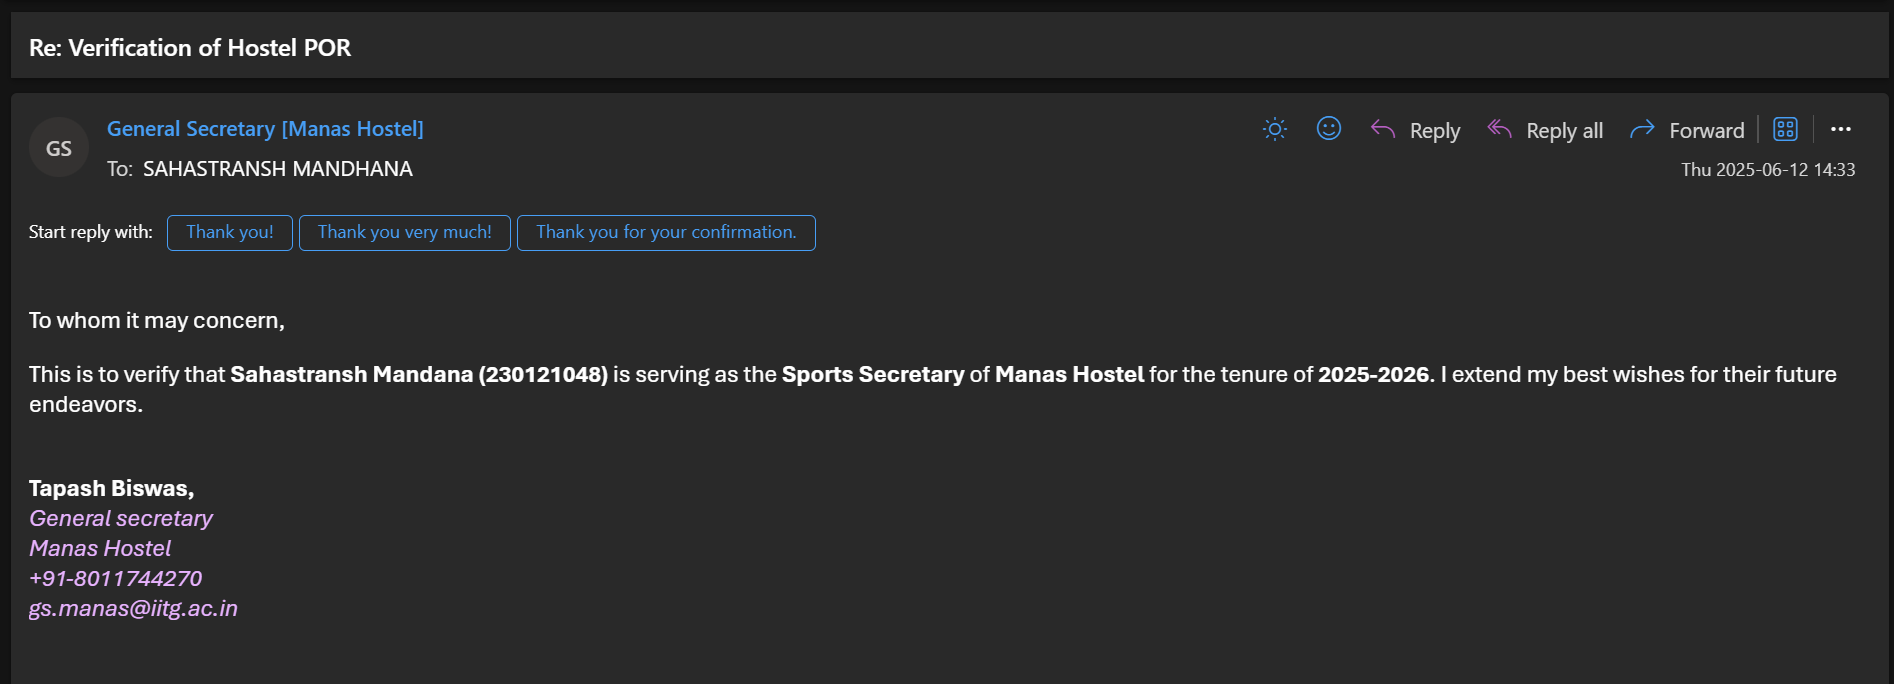 Re: Verification of Hostel POR
GS
General Secretary [Manas Hostel]
To: SAHASTRANSH MANDHANA
Reply
Reply all
Forward
Thu 2025-06-12 14:33
Start reply with: Thank you! Thank you very much! Thank you for your confirmation.
To whom it may concern,
This is to verify that Sahastransh Mandana (230121048) is serving as the Sports Secretary of Manas Hostel for the tenure of 2025-2026. I extend my best wishes for their future
endeavors.
Tapash Biswas,
General secretary
Manas Hostel
+91-8011744270
gs.manas@iitg.ac.in